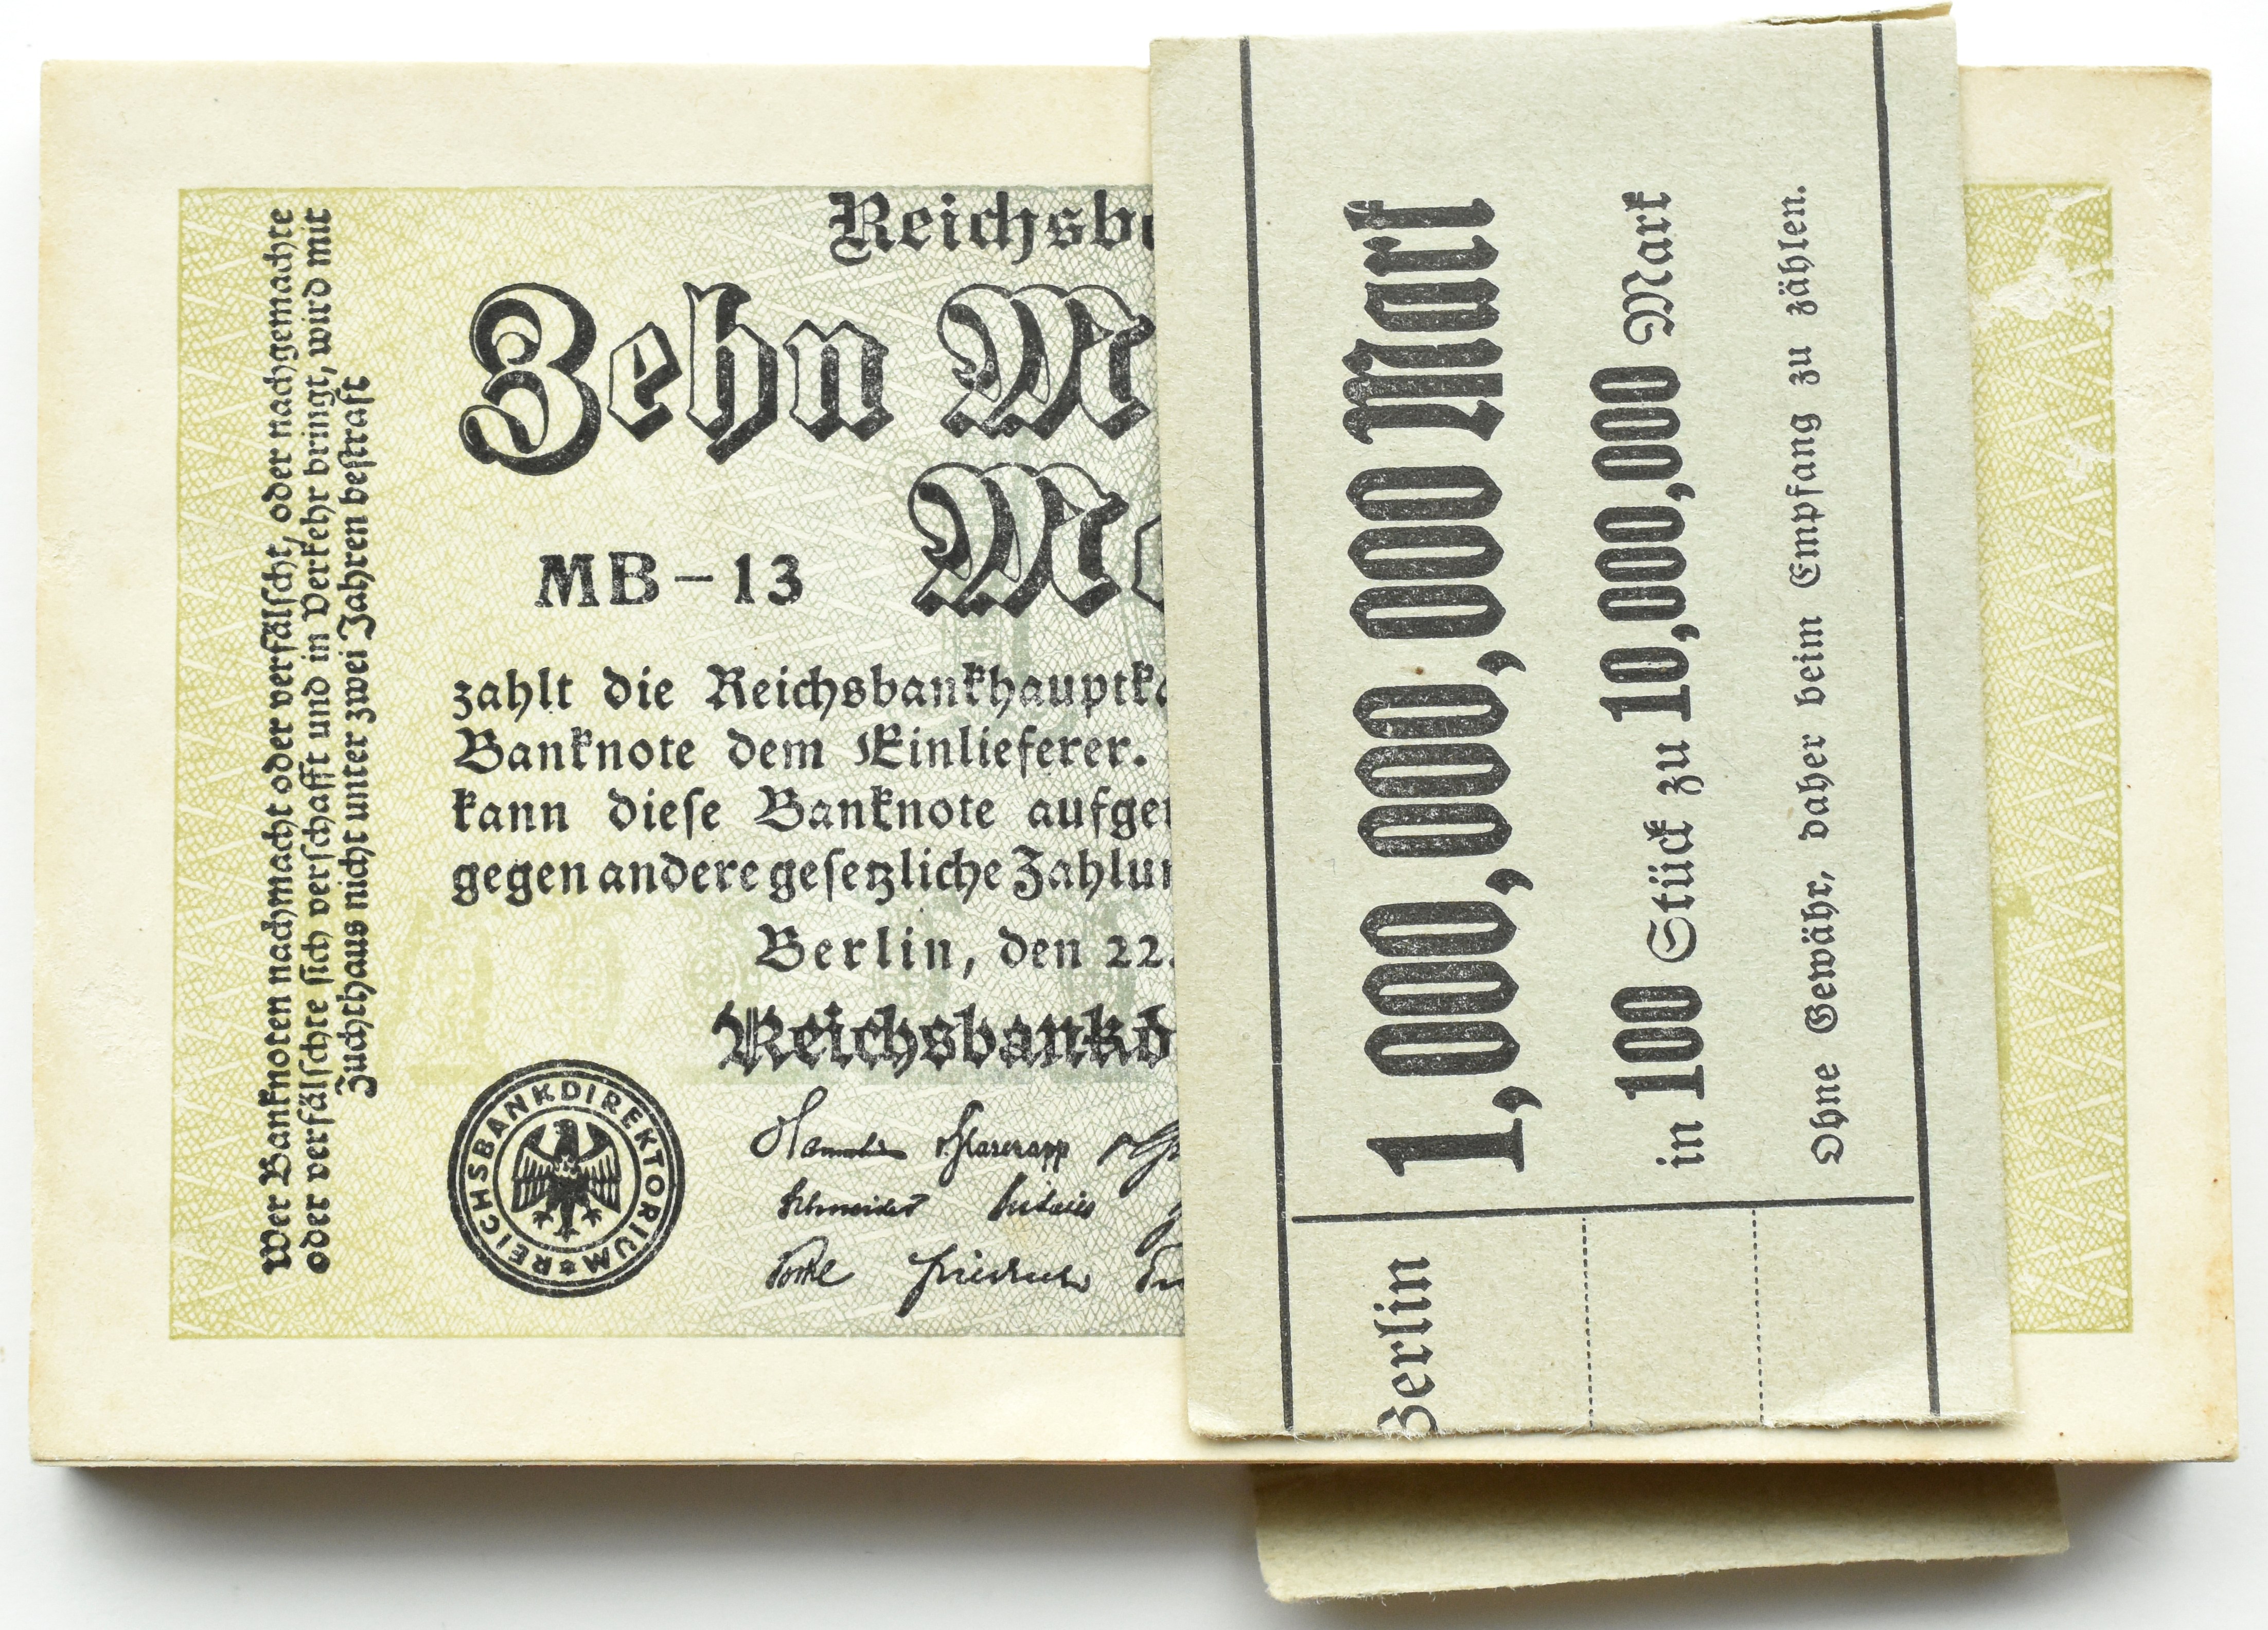 Wer Banknoten nachmacht oder verfälscht, oder nachgemachte
oder verfälschte sich verschafft und in Verkehr bringt, wird mit
Zuchthaus nicht unter zwei Jahren bestraft
Reichsb
Zehn M
M
MB-13
zahlt die Reichsbankhauptk
Banknote dem Einlieferer.
kann diese Banknote aufge
gegen andere gesetzliche Zahlu
Berlin, den 22.
Reichsbankd
REICHSBANKDIREKTORIUM
v. Glasenapp
Schneider
Friedrich
1,000,000,000 Mark
in 100 Stück zu 10,000,000 Mark
Ohne Gewähr, daher beim Empfang zu zählen.
Berlin